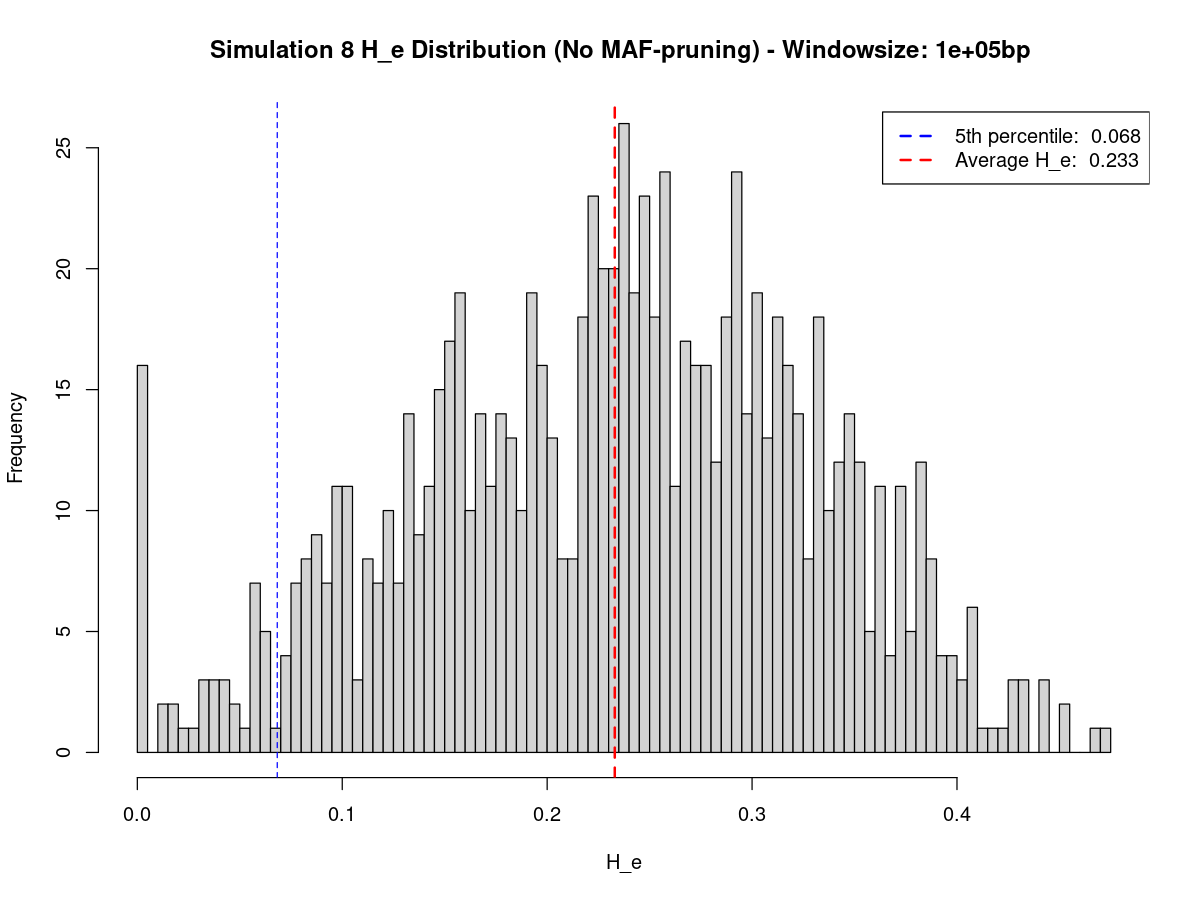 Simulation 8 H_e Distribution (No MAF-pruning) - Windowsize: 1e+05bp
5th percentile:  0.068
Average H_e:  0.233
Frequency
25
20
15
10
5
0
0.0 0.1 0.2 0.3 0.4
H_e